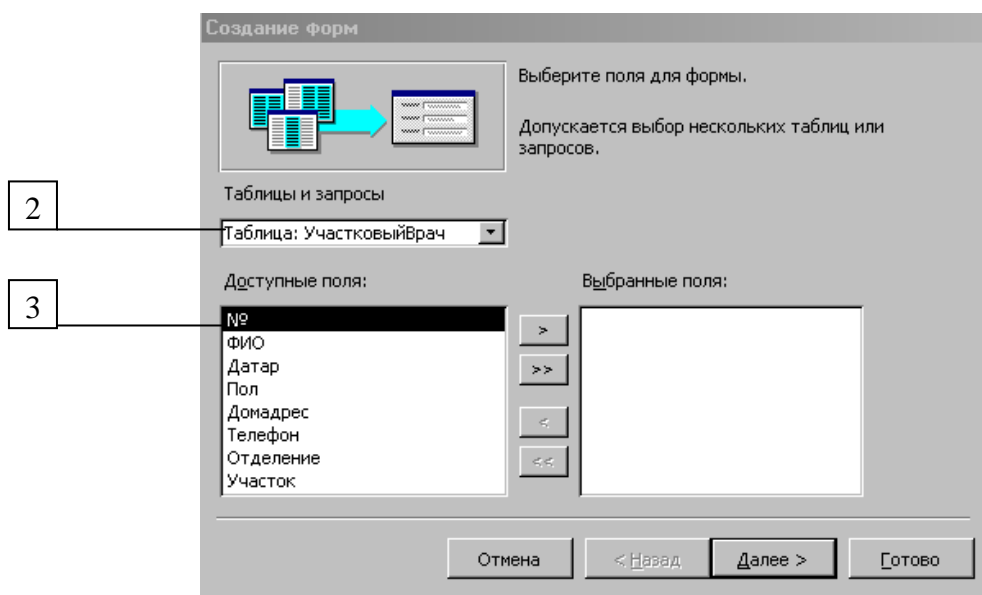 Создание форм
Выберите поля для формы.
Допускается выбор нескольких таблиц или
запросов.
Таблицы и запросы
2
Таблица: УчастковыйВрач
Доступные поля:
Выбранные поля:
3
№
ФИО
Датар
Пол
Домадрес
Телефон
Отделение
Участок
>
>>
<
<<
Отмена
< Назад
Далее >
Готово